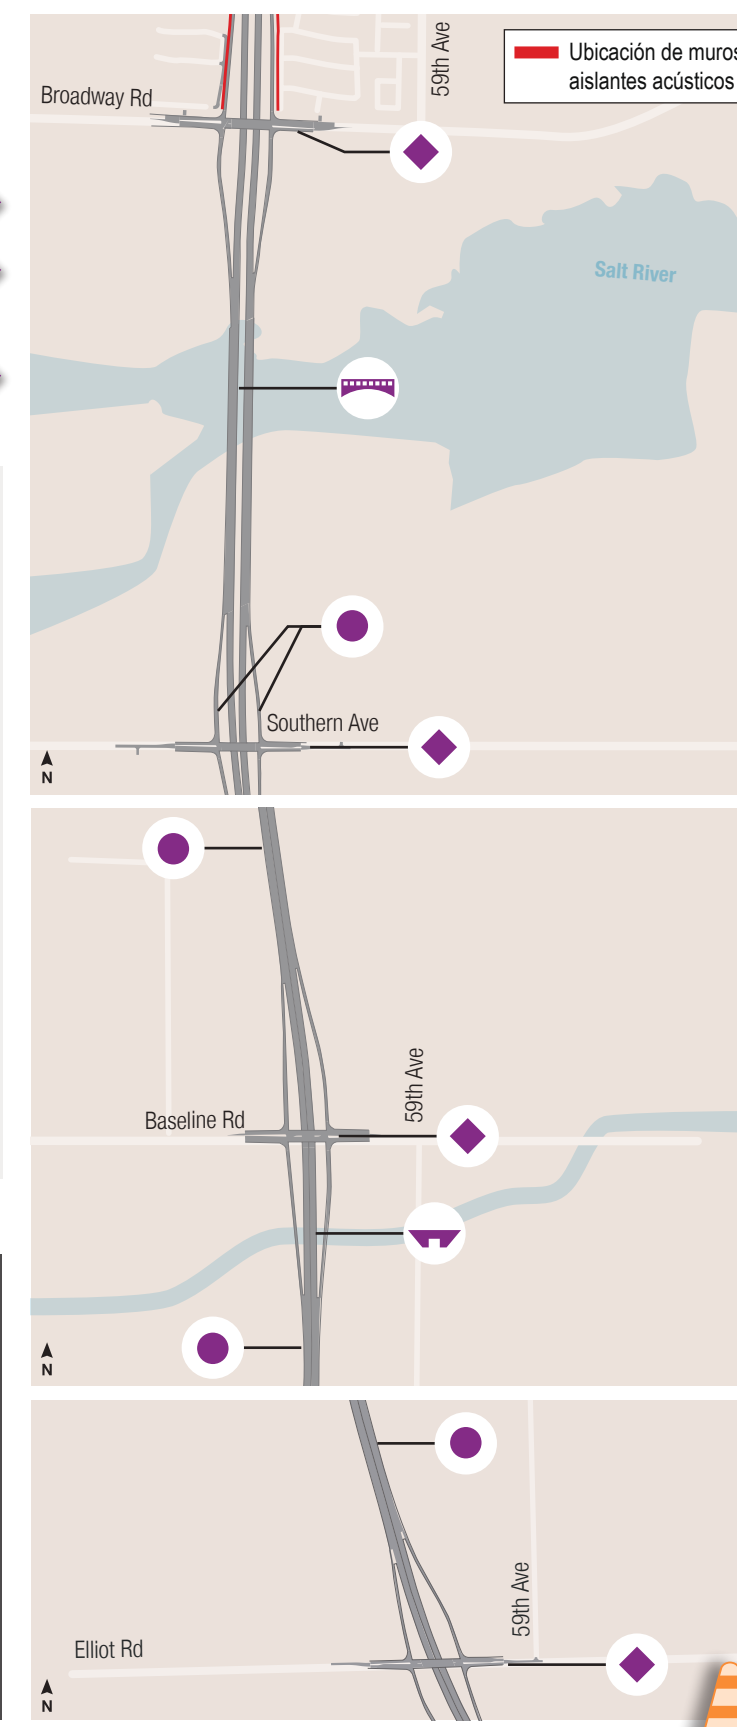 59th Ave
Ubicación de muros
aislantes acústicos
Broadway Rd
Salt River
Southern Ave
N
59th Ave
Baseline Rd
N
59th Ave
Elliot Rd
N